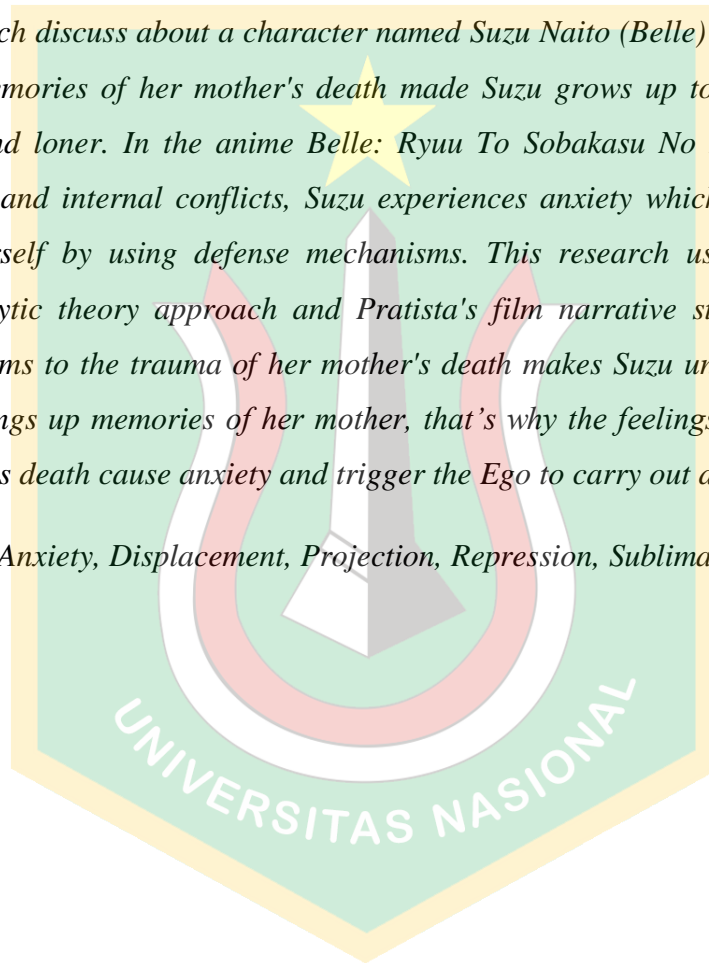 ch discuss about a character named Suzu Naito (Belle)
emories of her mother's death made Suzu grows up to
nd loner. In the anime Belle: Ryuu To Sobakasu No
and internal conflicts, Suzu experiences anxiety which
rself by using defense mechanisms. This research us
lytic theory approach and Pratista's film narrative st
ms to the trauma of her mother's death makes Suzu un
ngs up memories of her mother, that's why the feelings
s death cause anxiety and trigger the Ego to carry out d
Anxiety, Displacement, Projection, Repression, Sublima
UNIVERSITAS NASIONAL